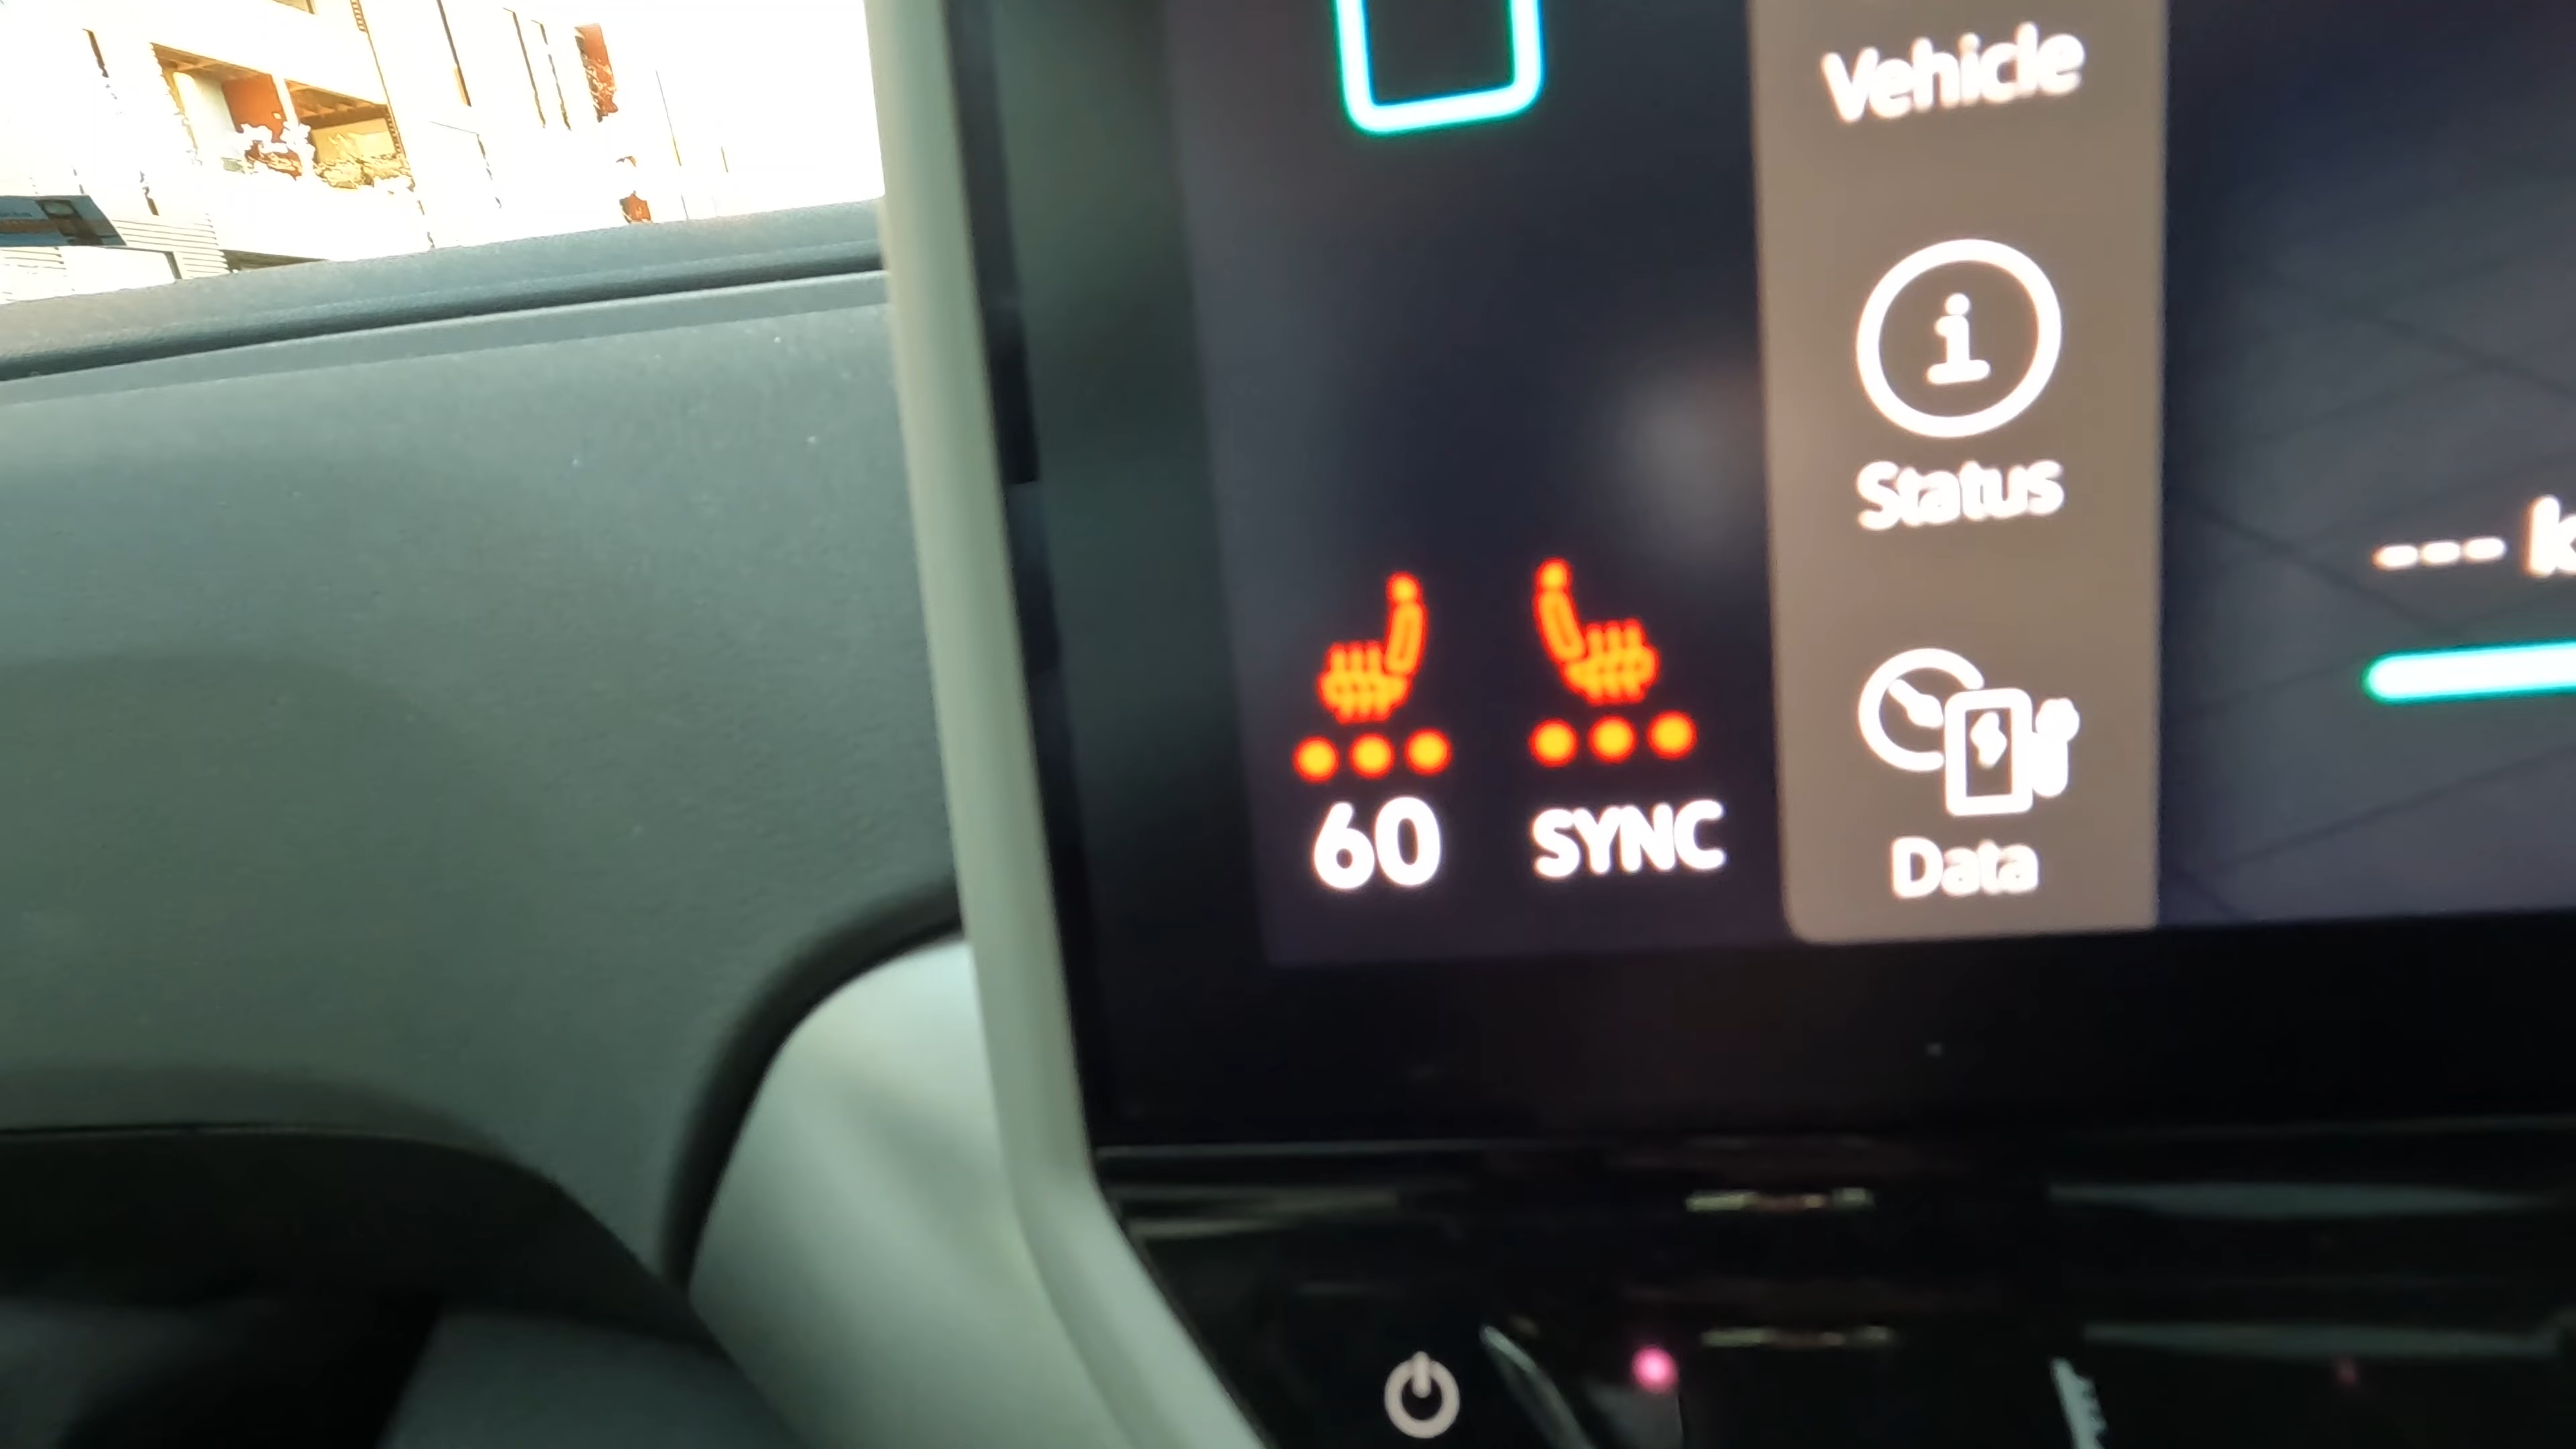 Vehicle
Status
---
60
SYNC
Data